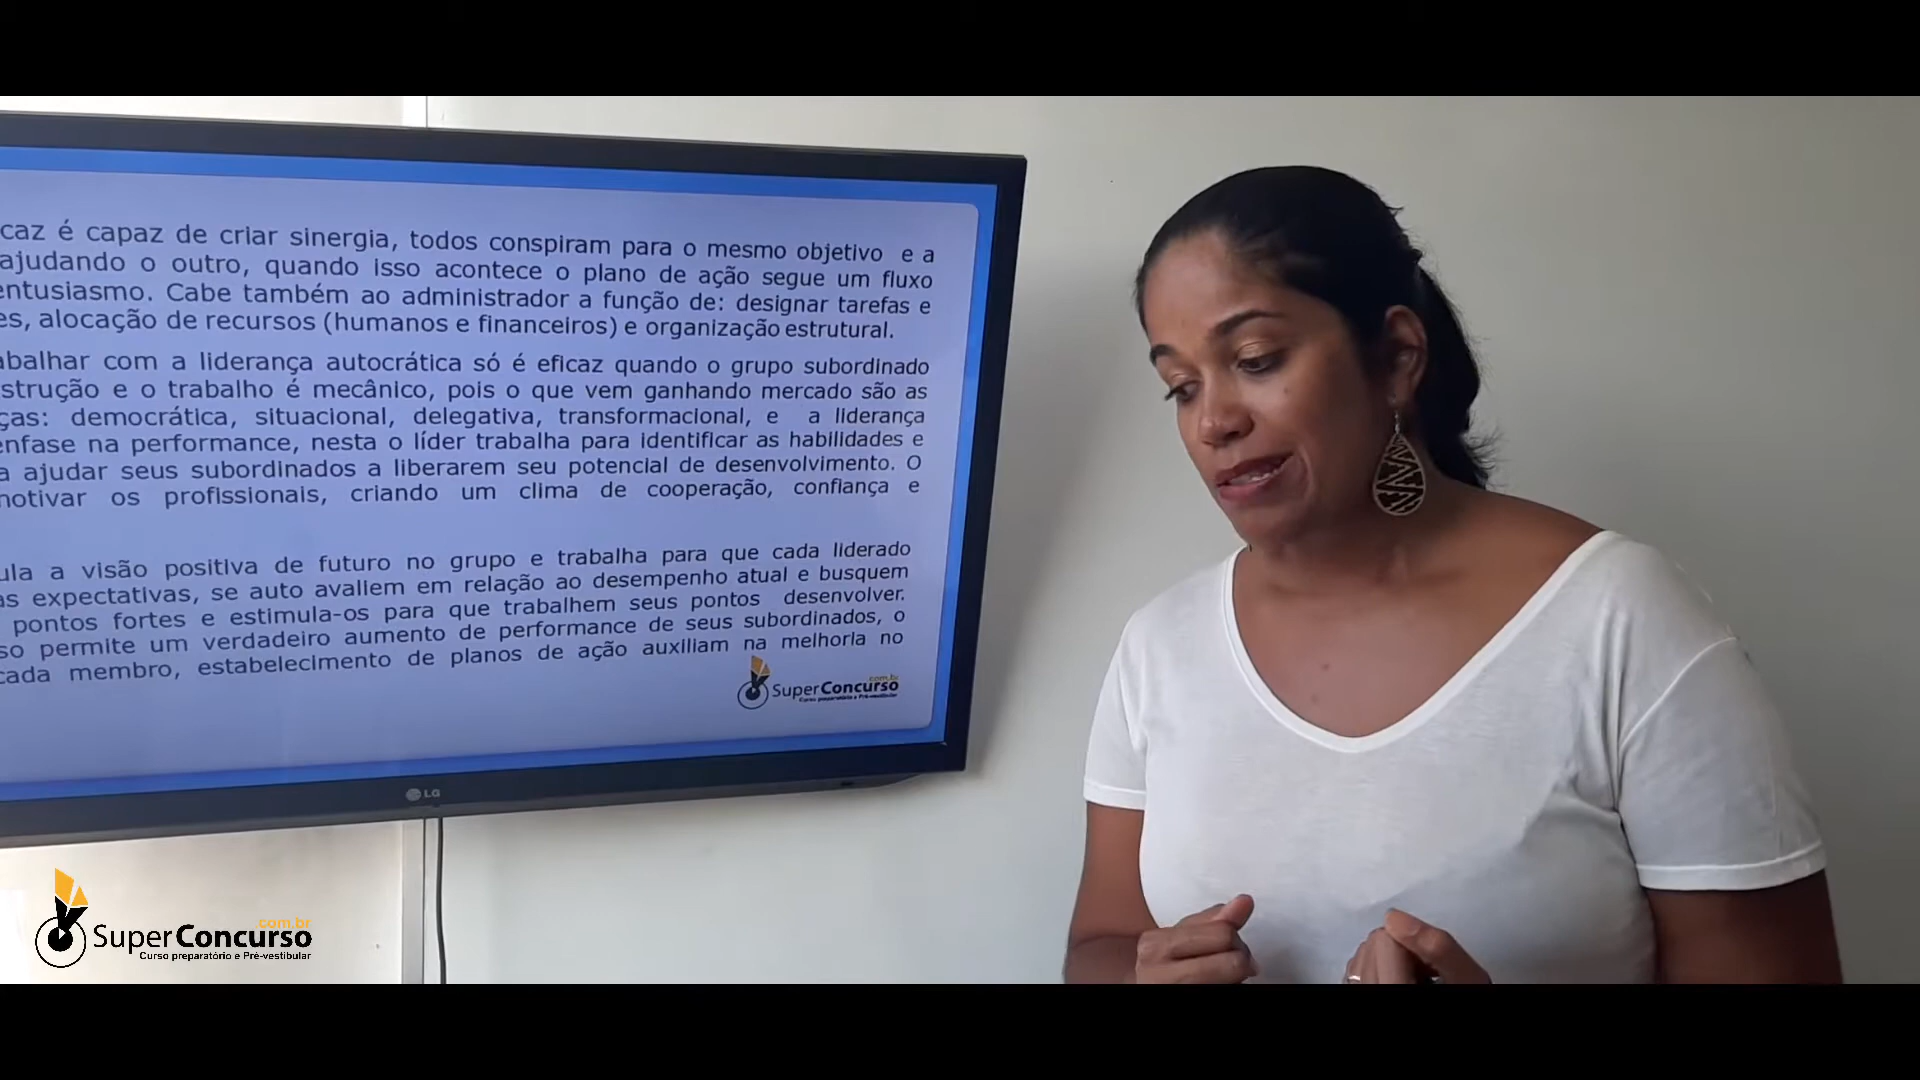 caz é capaz de criar sinergia, todos conspiram para o mesmo objetivo e a
ajudando o outro, quando isso acontece o plano de ação segue um fluxo
entusiasmo. Cabe também ao administrador a função de: designar tarefas e
es, alocação de recursos (humanos e financeiros) e organização estrutural.
abalhar com a liderança autocrática só é eficaz quando o grupo subordinado
strução e o trabalho é mecânico, pois o que vem ganhando mercado são as
ças: democrática, situacional, delegativa, transformacional, e a liderança
ênfase na performance, nesta o líder trabalha para identificar as habilidades e
a ajudar seus subordinados a liberarem seu potencial de desenvolvimento. O
motivar os profissionais, criando um clima de cooperação, confiança e
ula a visão positiva de futuro no grupo e trabalha para que cada liderado
as expectativas, se auto avaliem em relação ao desempenho atual e busquem
pontos fortes e estimula-os para que trabalhem seus pontos desenvolver.
so permite um verdadeiro aumento de performance de seus subordinados, o
cada membro, estabelecimento de planos de ação auxiliam na melhoria no
com.br
SuperConcurso
Curso preparatório e Pré-vestibular
LG
com.br
SuperConcurso
Curso preparatório e Pré-vestibular